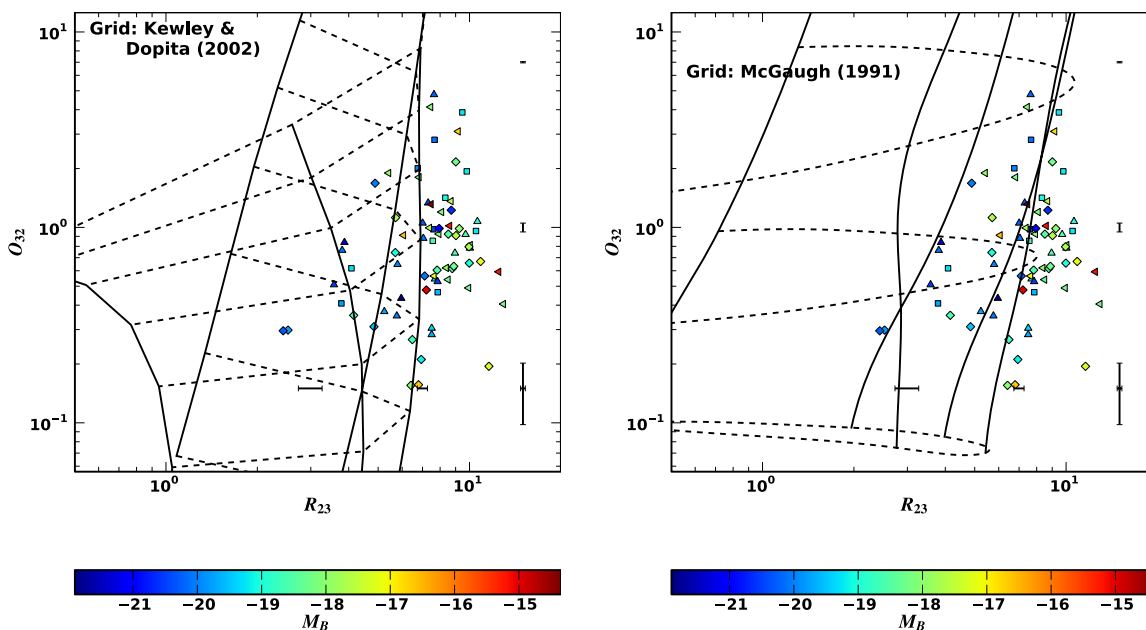 Grid: Kewley &
Dopita (2002)
10¹
10⁰
10⁻¹
O₃₂
10⁰
10¹
R₂₃
−21
−20
−19
−18
−17
−16
−15
M_B
Grid: McGaugh (1991)
10¹
10⁰
10⁻¹
O₃₂
10⁰
10¹
R₂₃
−21
−20
−19
−18
−17
−16
−15
M_B